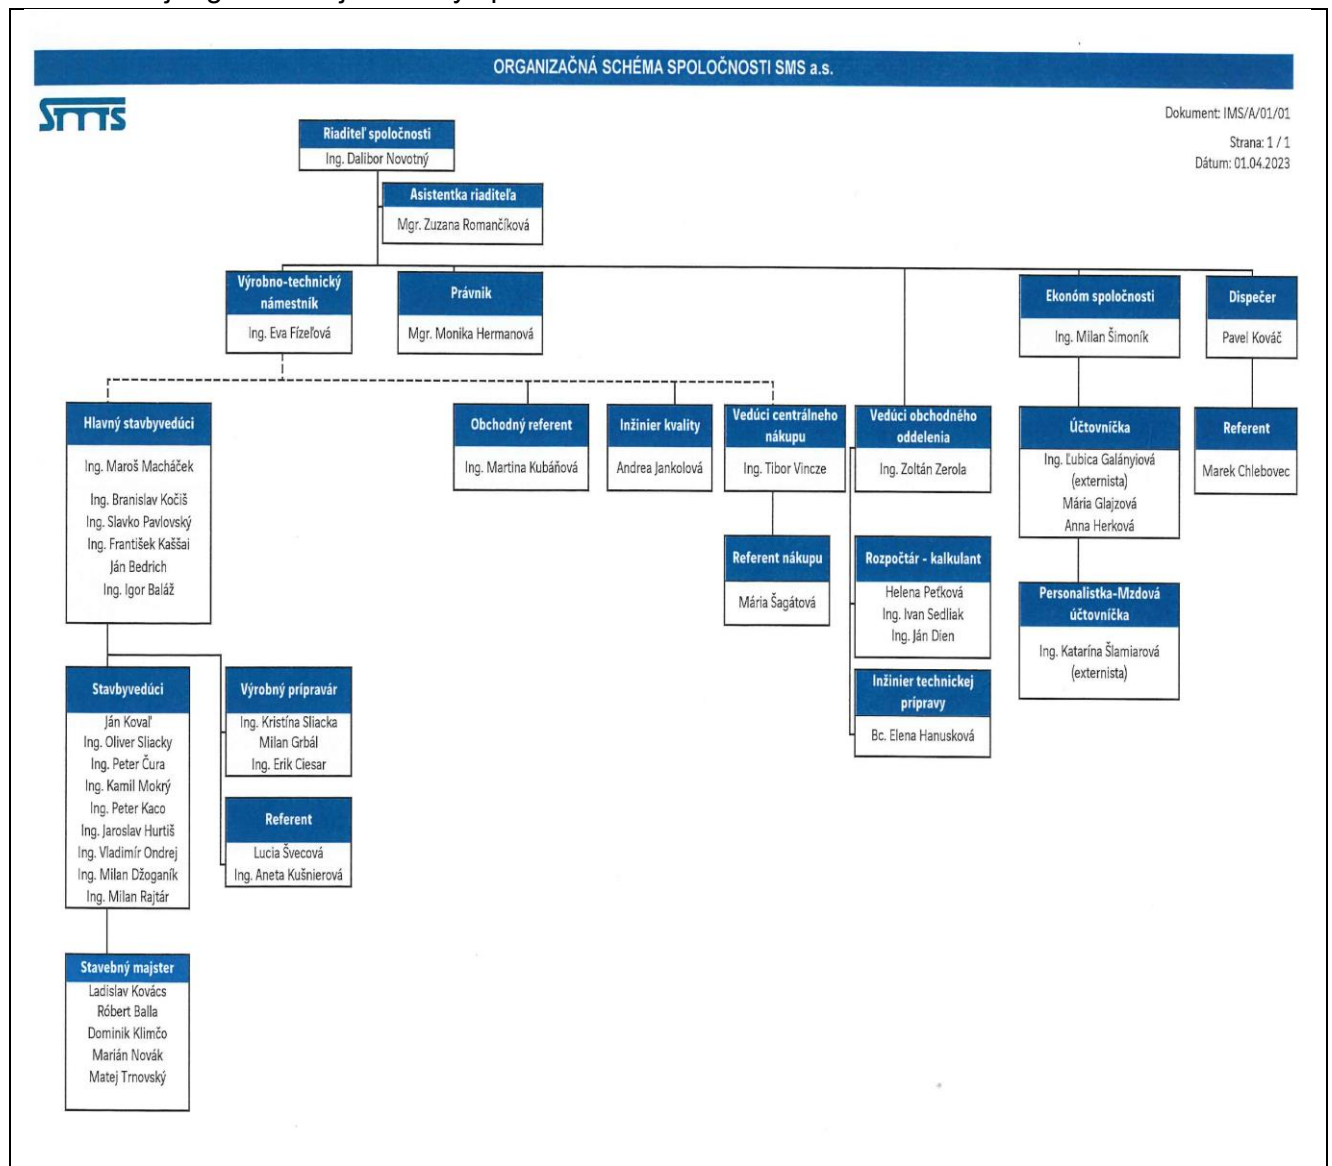 ORGANIZAČNÁ SCHÉMA SPOLOČNOSTI SMS a.s.
SMS
Dokument: IMS/A/01/01
Strana: 1 / 1
Dátum: 01.04.2023
Riaditeľ spoločnosti
Ing. Dalibor Novotný
Asistentka riaditeľa
Mgr. Zuzana Romančíková
Výrobno-technický
námestník
Ing. Eva Fízeľová
Právnik
Mgr. Monika Hermanová
Ekonóm spoločnosti
Ing. Milan Šimoník
Dispečer
Pavel Kováč
Hlavný stavbyvedúci
Ing. Maroš Macháček
Ing. Branislav Kočiš
Ing. Slavko Pavlovský
Ing. František Kaššai
Ján Bedrich
Ing. Igor Baláž
Obchodný referent
Ing. Martina Kubáňová
Inžinier kvality
Andrea Jankolová
Vedúci centrálneho
nákupu
Ing. Tibor Vincze
Vedúci obchodného
oddelenia
Ing. Zoltán Zerola
Účtovníčka
Ing. Ľubica Galányiová
(externista)
Mária Glajzová
Anna Herková
Referent
Marek Chlebovec
Referent nákupu
Mária Šagátová
Rozpočtár - kalkulant
Helena Peťková
Ing. Ivan Sedliak
Ing. Ján Dien
Personalistka-Mzdová
účtovníčka
Ing. Katarína Šlamiarová
(externista)
Stavbyvedúci
Ján Kovaľ
Ing. Oliver Sliacky
Ing. Peter Čura
Ing. Kamil Mokrý
Ing. Peter Kaco
Ing. Jaroslav Hurtiš
Ing. Vladimír Ondrej
Ing. Milan Džoganík
Ing. Milan Rajtár
Výrobný prípravár
Ing. Kristína Sliacka
Milan Grbál
Ing. Erik Ciesar
Inžinier technickej
prípravy
Bc. Elena Hanusková
Referent
Lucia Švecová
Ing. Aneta Kušnierová
Stavebný majster
Ladislav Kovács
Róbert Balla
Dominik Klimčo
Marián Novák
Matej Trnovský